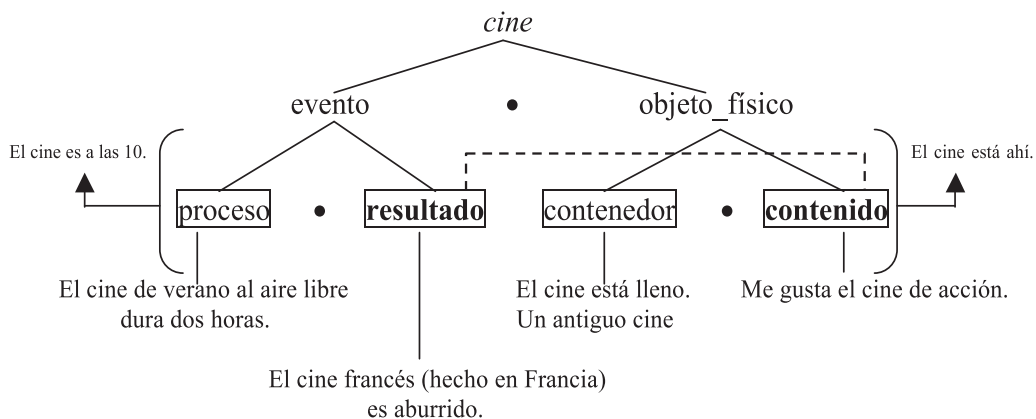 cine
evento • objeto_físico
El cine es a las 10.
El cine está ahí.
proceso • resultado contenedor • contenido
El cine de verano al aire libre
dura dos horas.
El cine está lleno.
Un antiguo cine
Me gusta el cine de acción.
El cine francés (hecho en Francia)
es aburrido.